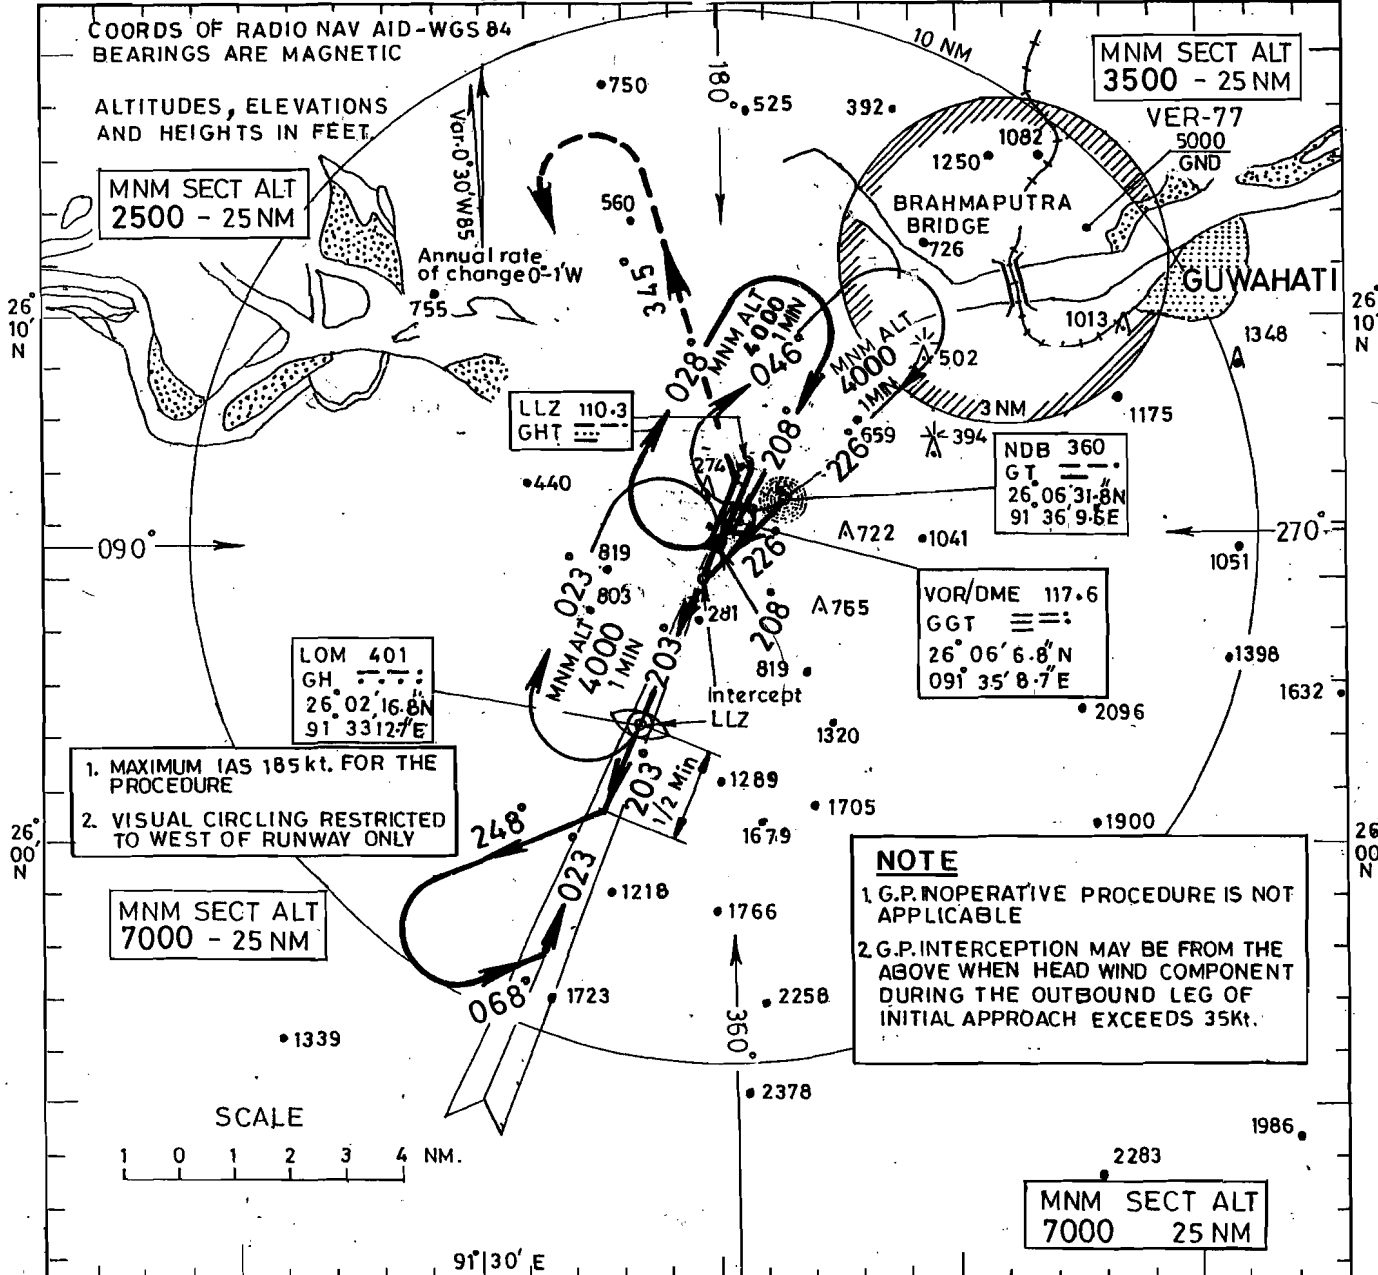 COORDS OF RADIO NAV AID-WGS 84
BEARINGS ARE MAGNETIC
ALTITUDES, ELEVATIONS
AND HEIGHTS IN FEET.
MNM SECT ALT
2500 - 25 NM
Var-0°30'W85
Annual rate
of change 0-1'W
10 NM
MNM SECT ALT
3500 - 25 NM
VER-77
5000
GND
180°
750
525
392
1250
1082
560
BRAHMAPUTRA
BRIDGE
726
GUWAHATI
755
345°
26°
10'
N
26°
10'
N
1013
1348
MNM ALT
4000
1 MIN
028°
046°
MNM ALT
4000
1 MIN
502
3 NM
1175
LLZ 110.3
GHT
208°
226°
659
394
274
440
NDB 360
GT
26° 06' 31.8"N
91° 36' 9.6"E
090°
270°
722
1041
1051
819
803
023°
226°
208°
281
765
VOR/DME 117.6
GGT
26° 06' 6.8" N
091° 35' 8.7" E
MNM ALT
4000
1 MIN
203°
819
1398
1632
2096
LOM 401
GH
26° 02' 16.8"N
91° 33' 12.7"E
Intercept
LLZ
1320
1. MAXIMUM IAS 185kt. FOR THE
PROCEDURE
2. VISUAL CIRCLING RESTRICTED
TO WEST OF RUNWAY ONLY
203°
1/2 Min
1289
1705
1679
1900
26°
00'
N
26°
00'
N
248°
023°
1218
1766
NOTE
1. G.P. INOPERATIVE PROCEDURE IS NOT
APPLICABLE
2. G.P. INTERCEPTION MAY BE FROM THE
ABOVE WHEN HEAD WIND COMPONENT
DURING THE OUTBOUND LEG OF
INITIAL APPROACH EXCEEDS 35Kt.
MNM SECT ALT
7000 - 25 NM
068°
1723
2258
360°
1339
2378
SCALE
1 0 1 2 3 4 NM.
1986
2283
MNM SECT ALT
7000 25 NM
91° 30' E